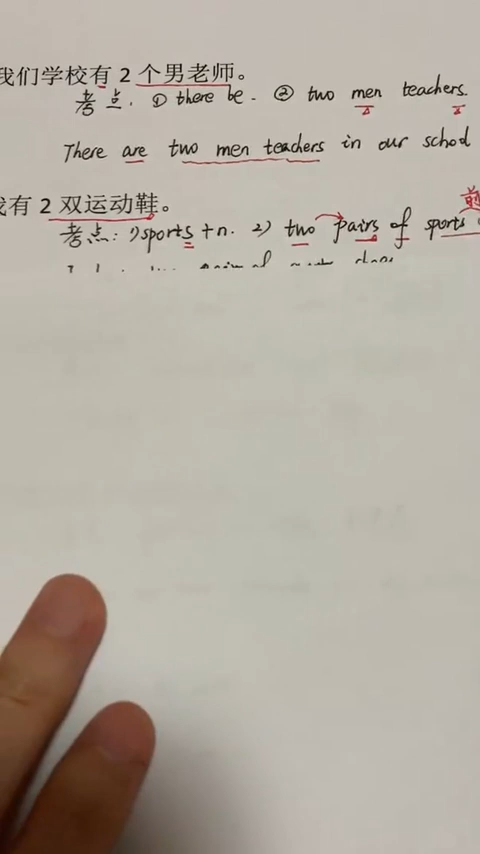 我们学校有 2 个男老师。
考点. ① there be. ② two men teachers.
There are two men teachers in our school
我有 2 双运动鞋。
考点: 1) sports + n. 2) two pairs of sports